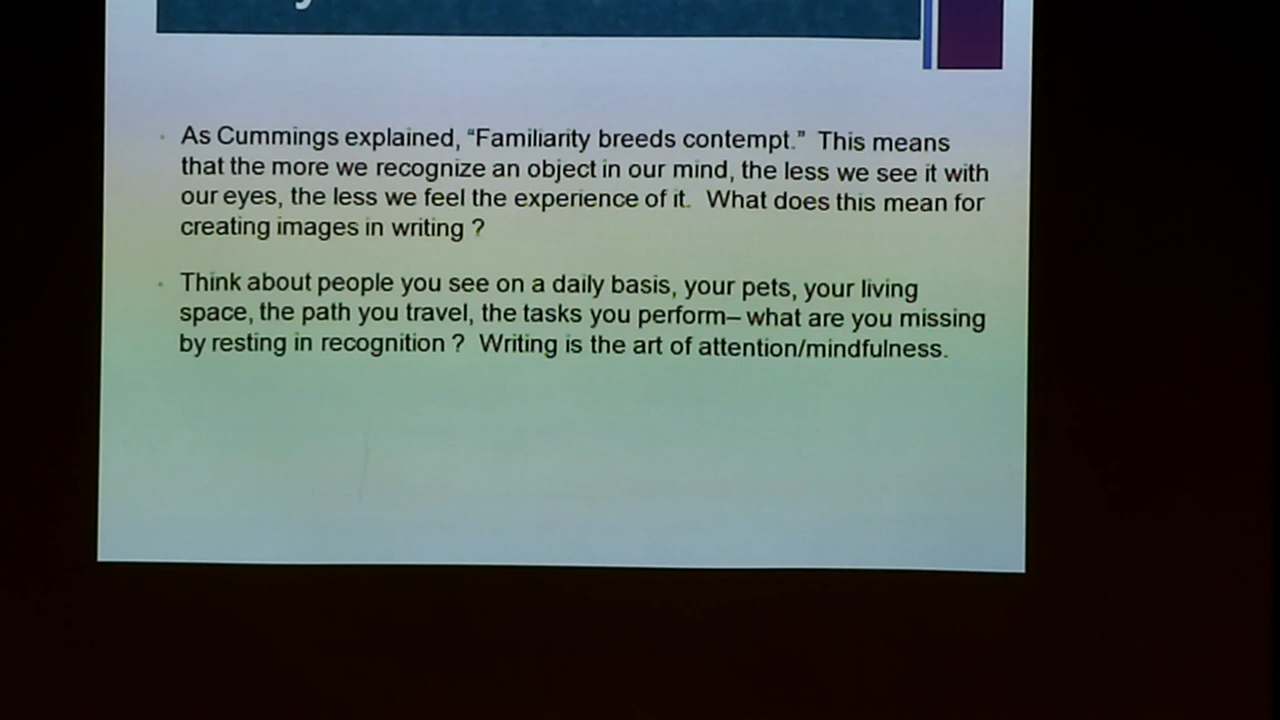 As Cummings explained, “Familiarity breeds contempt.” This means
that the more we recognize an object in our mind, the less we see it with
our eyes, the less we feel the experience of it. What does this mean for
creating images in writing ?
Think about people you see on a daily basis, your pets, your living
space, the path you travel, the tasks you perform– what are you missing
by resting in recognition ? Writing is the art of attention/mindfulness.